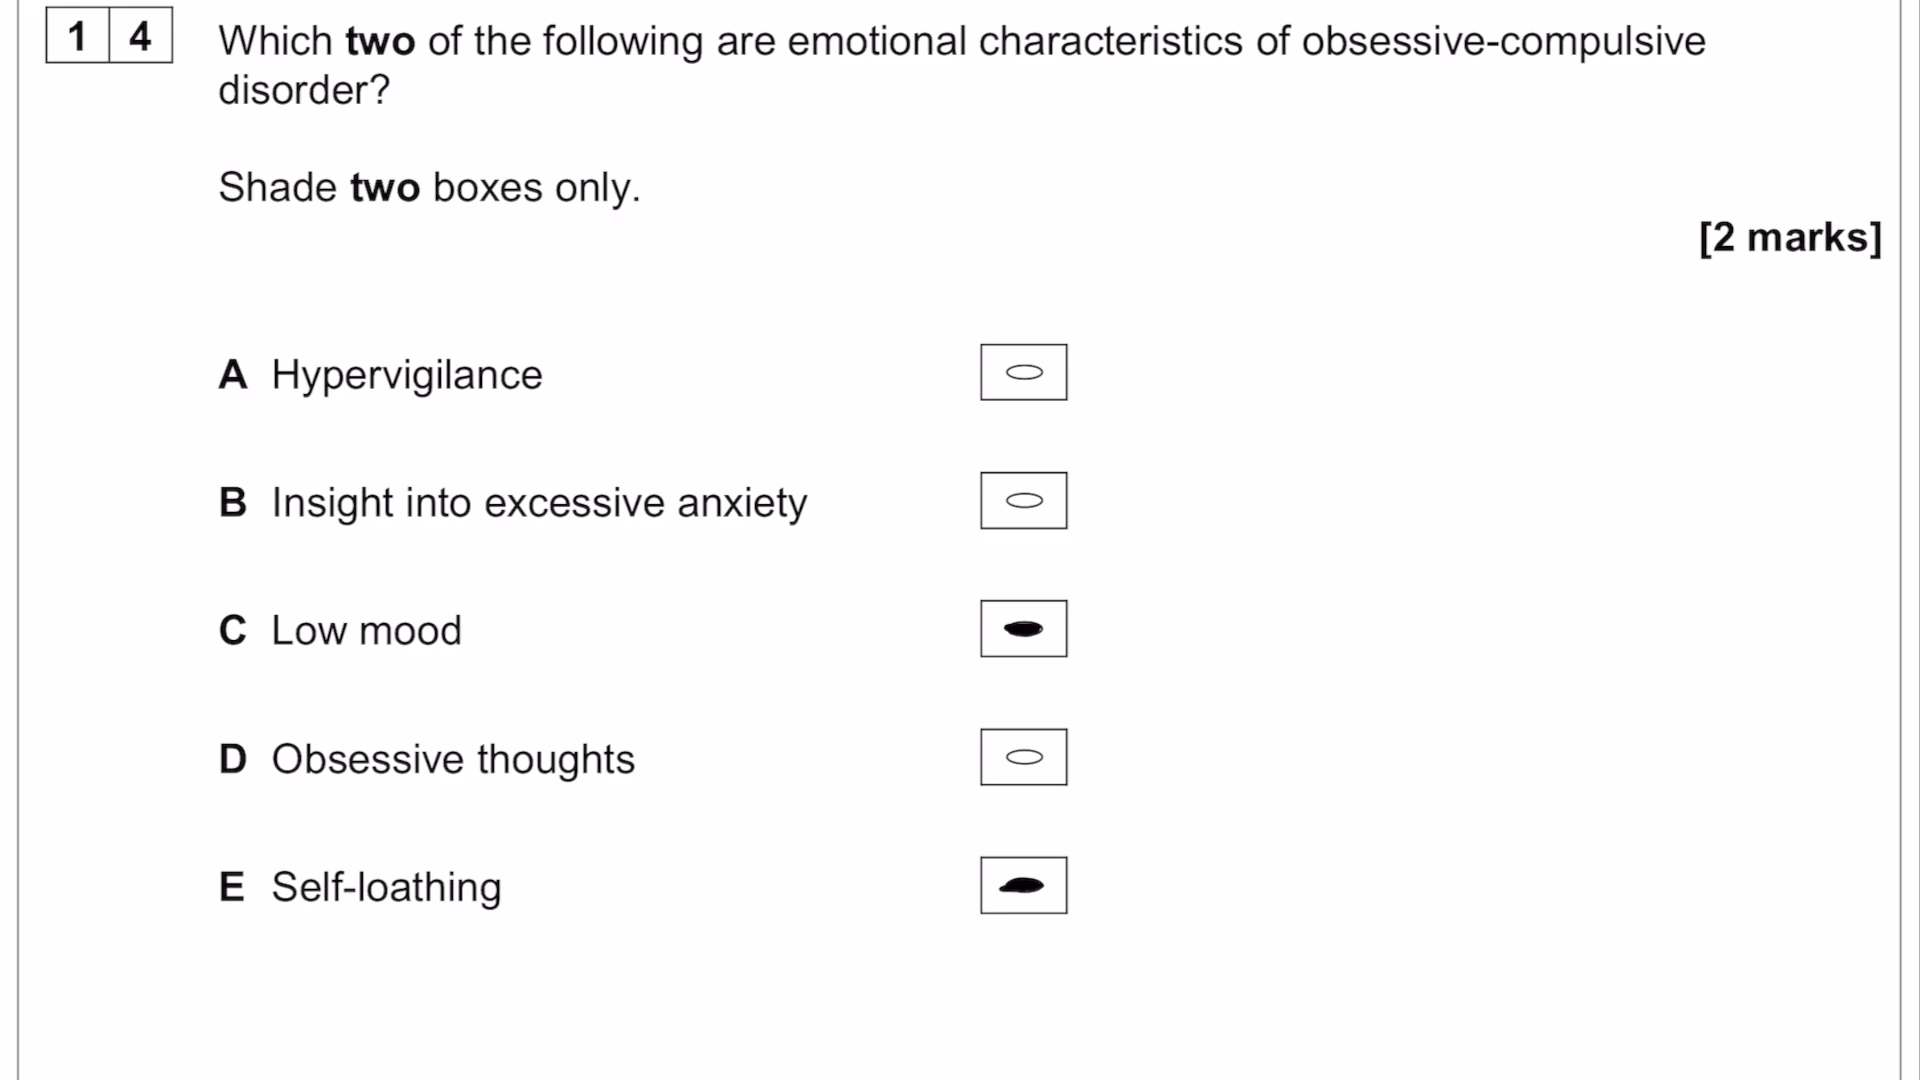 1 4 Which two of the following are emotional characteristics of obsessive-compulsive
disorder?
Shade two boxes only.
[2 marks]
A Hypervigilance
B Insight into excessive anxiety
C Low mood
D Obsessive thoughts
E Self-loathing